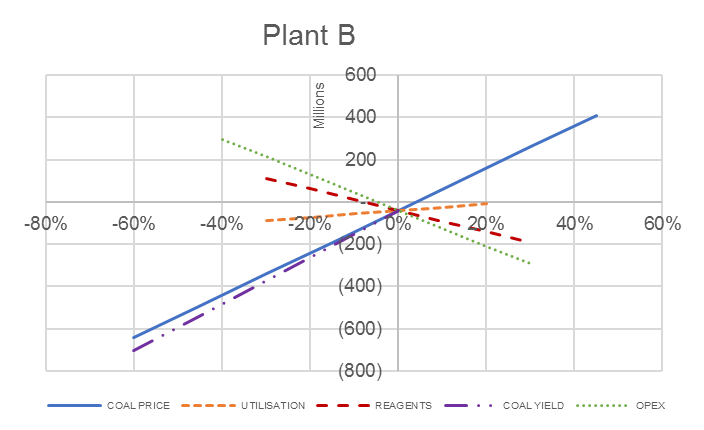 Plant B
Millions
600
400
200
-80% -60% -40% -20% 0% 20% 40% 60%
(200)
(400)
(600)
(800)
COAL PRICE UTILISATION REAGENTS COAL YIELD OPEX